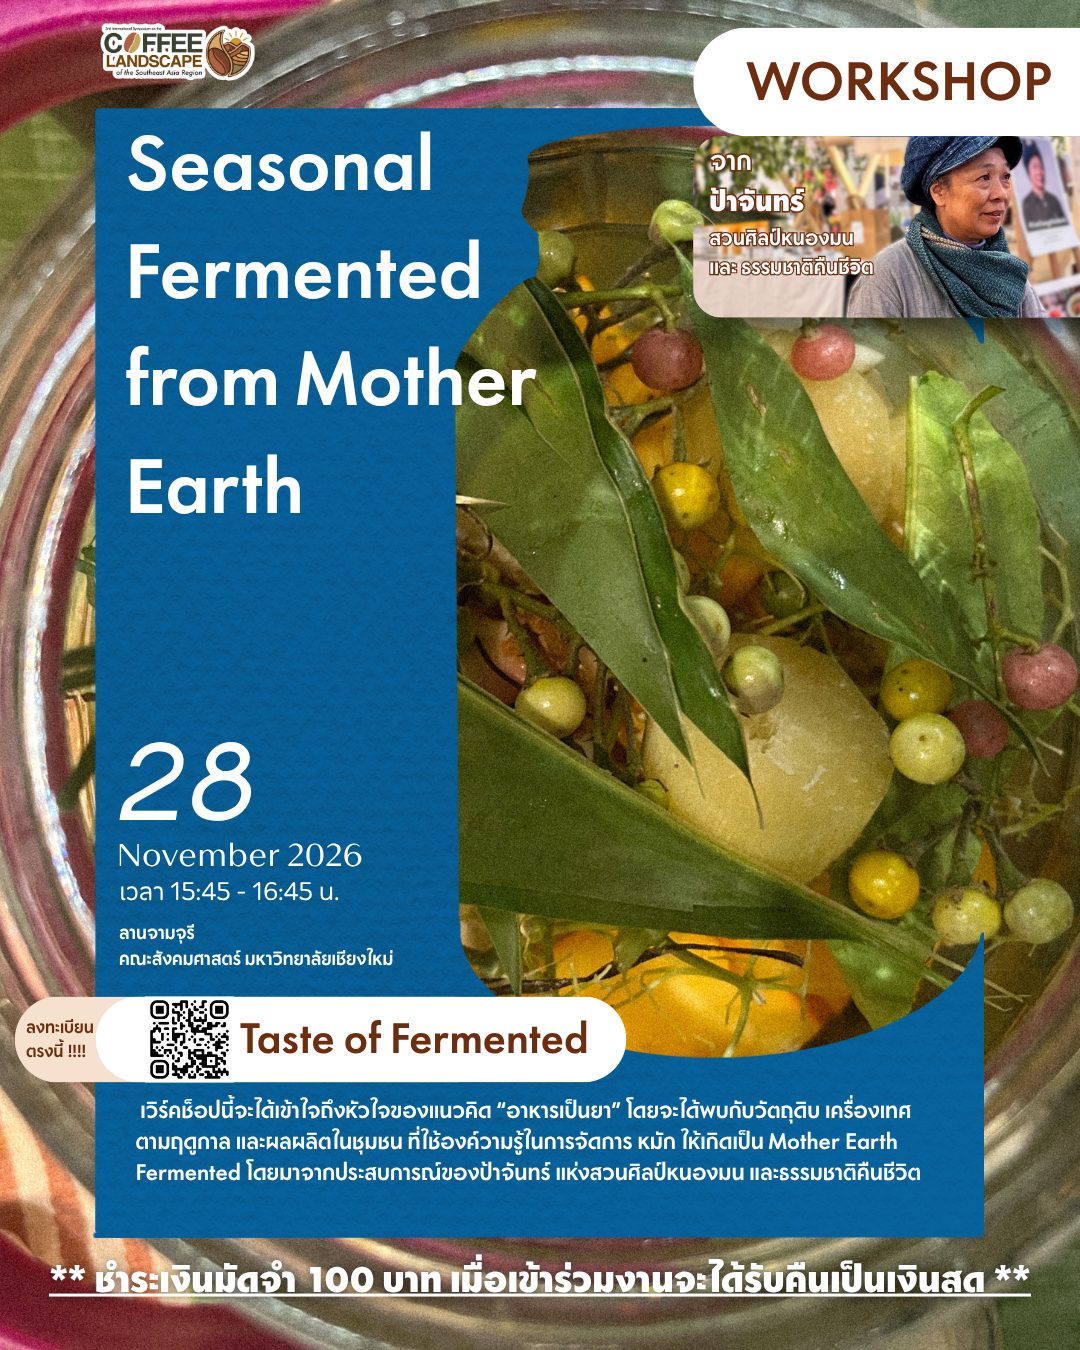 2nd International Symposium on the
COFFEE
LANDSCAPE
of the Southeast Asia Region
WORKSHOP
จาก
ป้าจันทร์
สวนศิลป์หนองมน
และ ธรรมชาติคืนชีวิต
Seasonal
Fermented
from Mother
Earth
28
November 2026
เวลา 15:45 - 16:45 น.
ลานจามจุรี
คณะสังคมศาสตร์ มหาวิทยาลัยเชียงใหม่
ลงทะเบียน
ตรงนี้ !!!!
Taste of Fermented
เวิร์คช็อปนี้จะได้เข้าใจถึงหัวใจของแนวคิด “อาหารเป็นยา” โดยจะได้พบกับวัตถุดิบ เครื่องเทศ
ตามฤดูกาล และผลผลิตในชุมชน ที่ใช้องค์ความรู้ในการจัดการ หมัก ให้เกิดเป็น Mother Earth
Fermented โดยมาจากประสบการณ์ของป้าจันทร์ แห่งสวนศิลป์หนองมน และธรรมชาติคืนชีวิต
** ชำระเงินมัดจำ 100 บาท เมื่อเข้าร่วมงานจะได้รับคืนเป็นเงินสด **